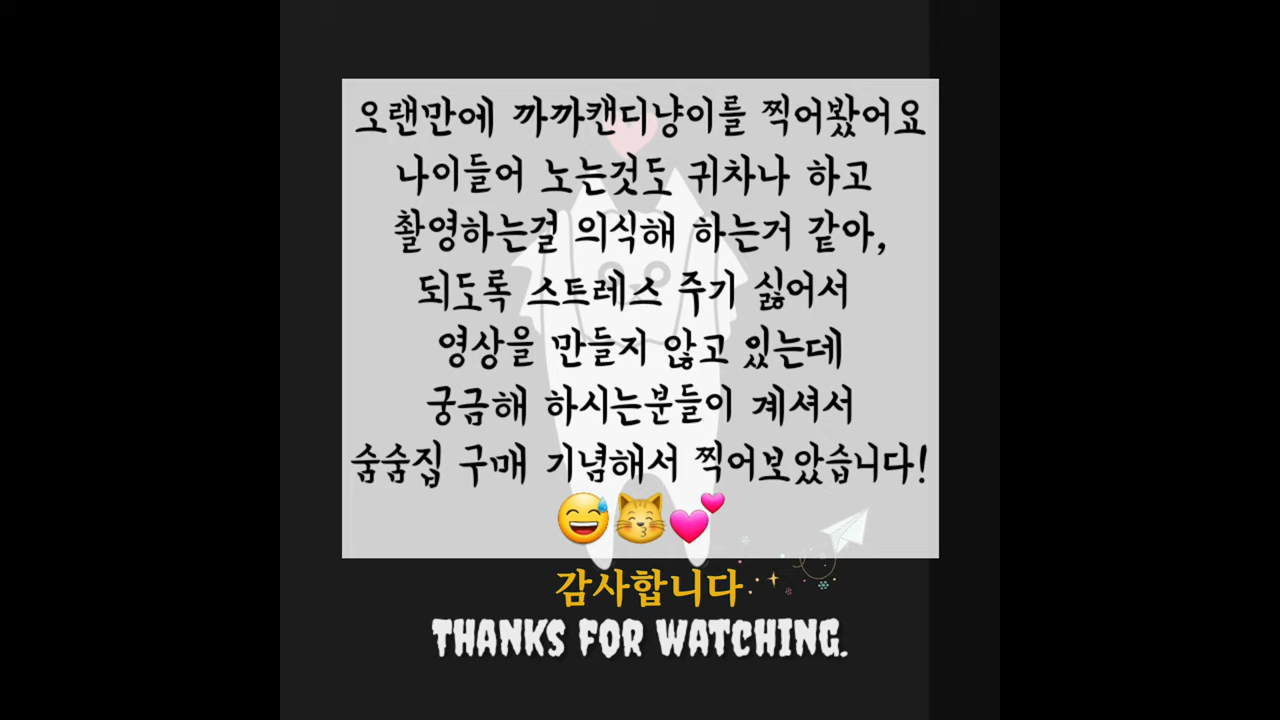 오랜만에 까까캔디냥이를 찍어봤어요
나이들어 노는것도 귀차나 하고
촬영하는걸 의식해 하는거 같아,
되도록 스트레스 주기 싫어서
영상을 만들지 않고 있는데
궁금해 하시는분들이 계셔서
숨숨집 구매 기념해서 찍어보았습니다!
😅😽💕
감사합니다
THANKS FOR WATCHING.